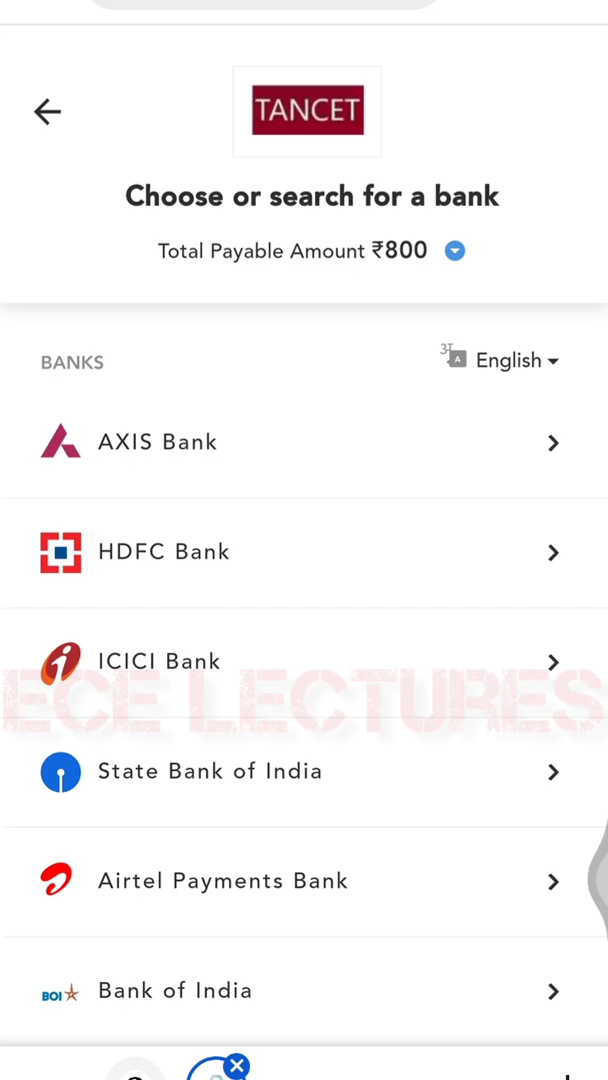 TANCET
Choose or search for a bank
Total Payable Amount ₹800
BANKS
अ A English
AXIS Bank
HDFC Bank
ICICI Bank
ECE LECTURES
State Bank of India
Airtel Payments Bank
BOI Bank of India